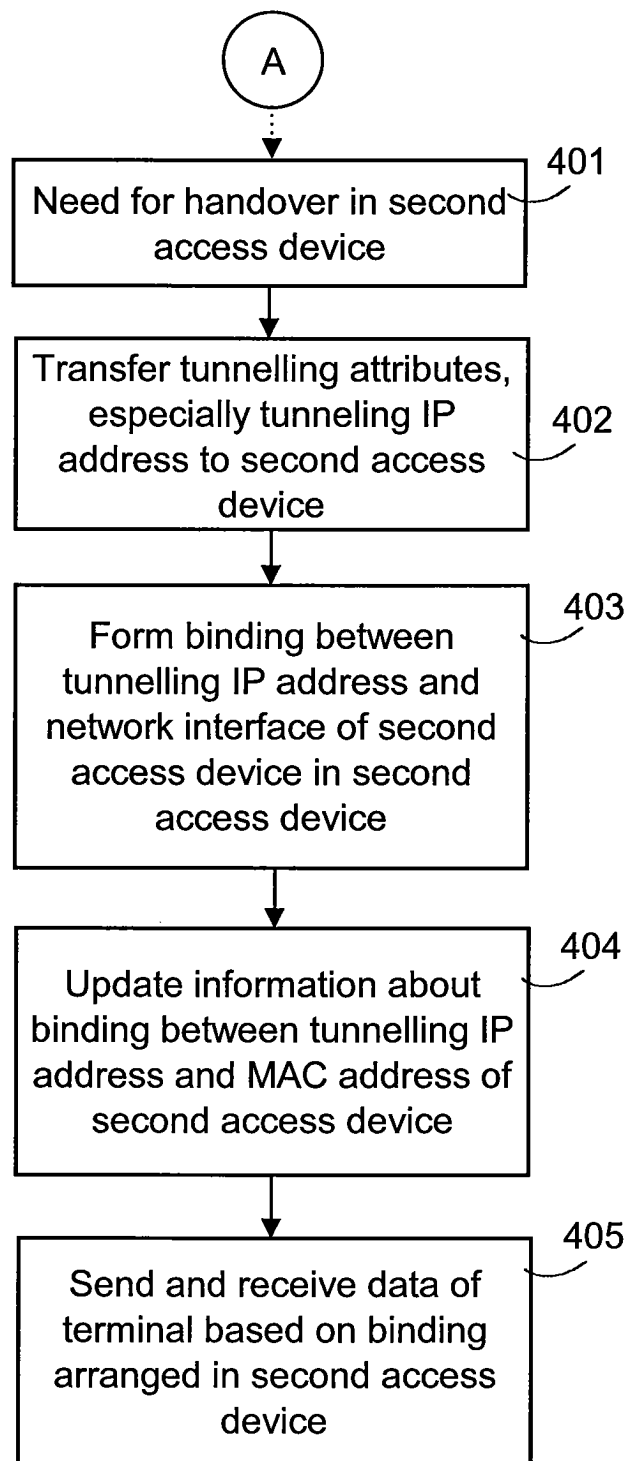 A
401
Need for handover in second
access device
Transfer tunnelling attributes,
especially tunneling IP
address to second access
device
402
403
Form binding between
tunnelling IP address and
network interface of second
access device in second
access device
404
Update information about
binding between tunnelling IP
address and MAC address of
second access device
405
Send and receive data of
terminal based on binding
arranged in second access
device